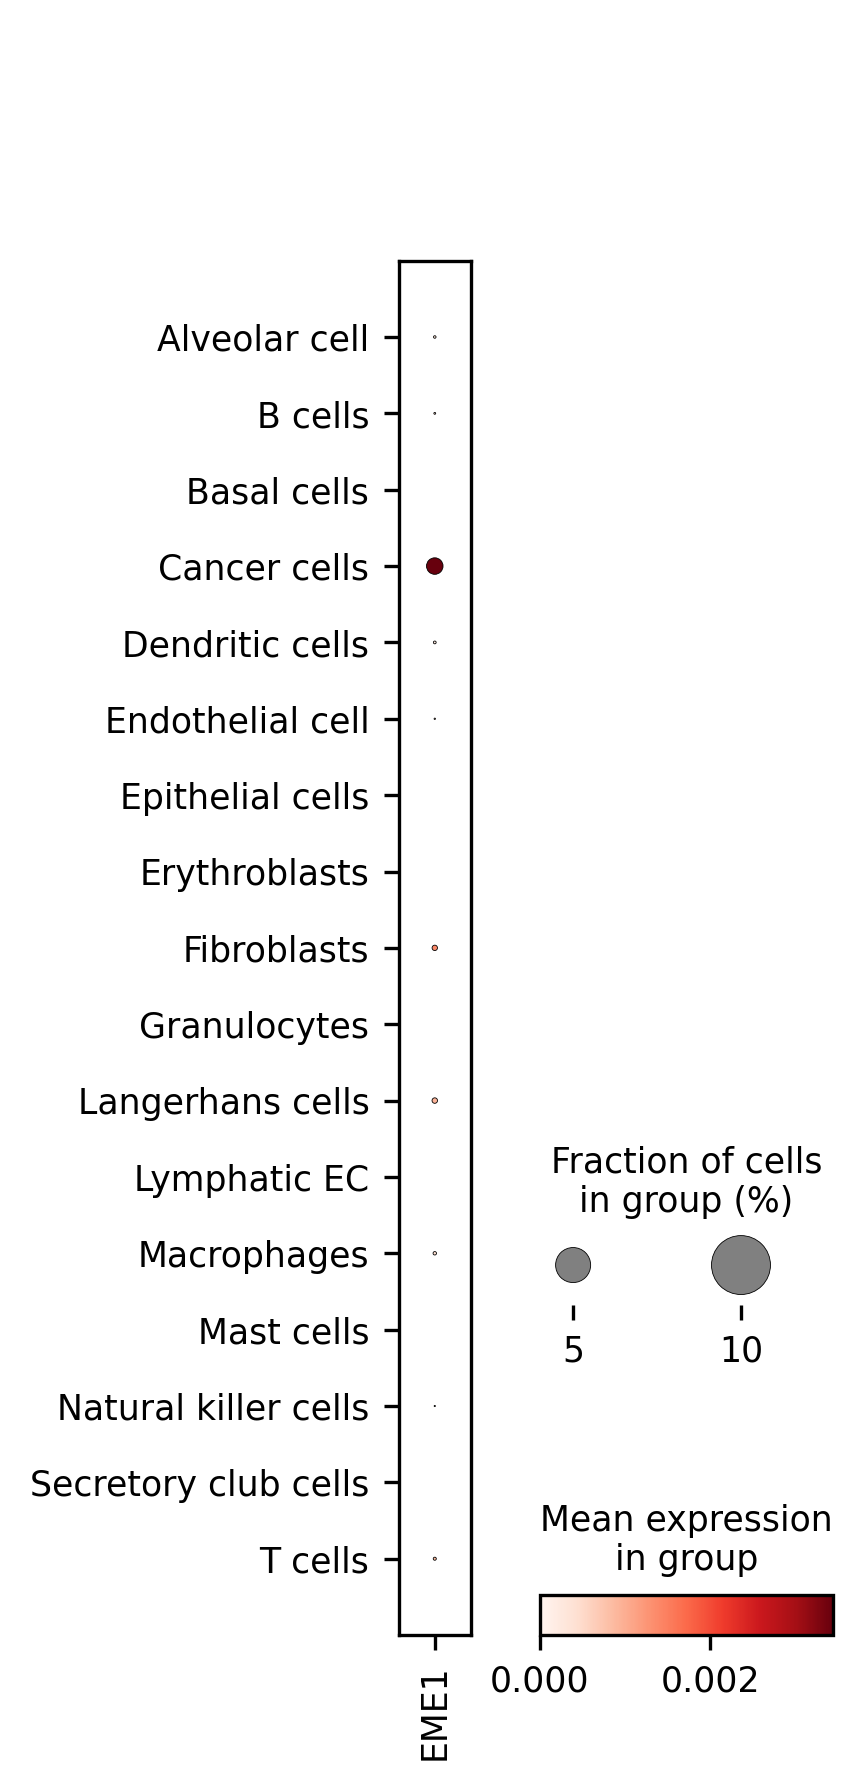 Alveolar cell
B cells
Basal cells
Cancer cells
Dendritic cells
Endothelial cell
Epithelial cells
Erythroblasts
Fibroblasts
Granulocytes
Langerhans cells
Lymphatic EC
Macrophages
Mast cells
Natural killer cells
Secretory club cells
T cells
EME1
Fraction of cells
in group (%)
5 10
Mean expression
in group
0.000 0.002